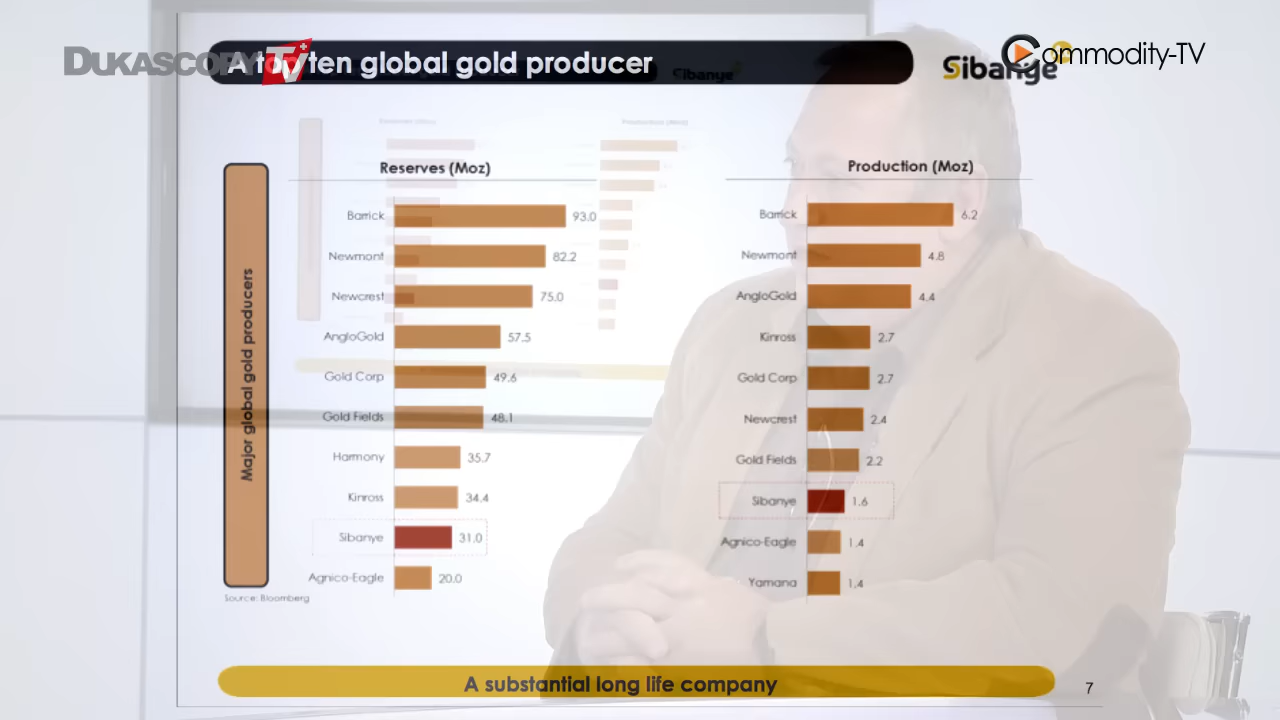 DUKASCOPY TV
A top ten global gold producer
Sibanye
Commodity-TV
Major global gold producers
Reserves (Moz)
Barrick 93.0
Newmont 82.2
Newcrest 75.0
AngloGold 57.5
Gold Corp 49.6
Gold Fields 48.1
Harmony 35.7
Kinross 34.4
Sibanye 31.0
Agnico-Eagle 20.0
Source: Bloomberg
Production (Moz)
Barrick 6.2
Newmont 4.8
AngloGold 4.4
Kinross 2.7
Gold Corp 2.7
Newcrest 2.4
Gold Fields 2.2
Sibanye 1.6
Agnico-Eagle 1.4
Yamana 1.4
A substantial long life company
7